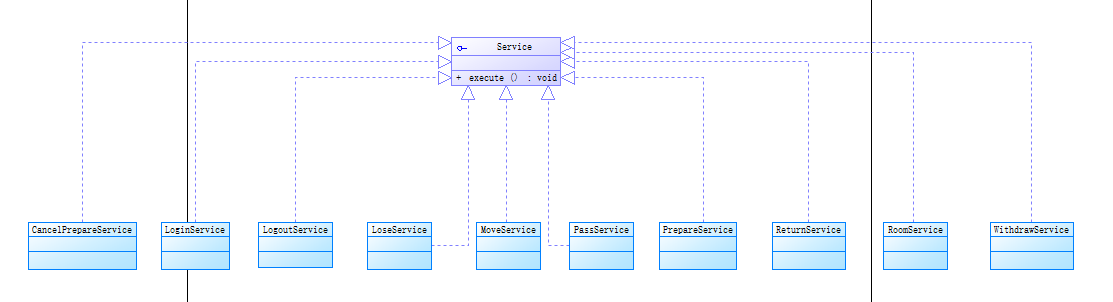 Service
+ execute () : void
CancelPrepareService
LoginService
LogoutService
LoseService
MoveService
PassService
PrepareService
ReturnService
RoomService
WithdrawService